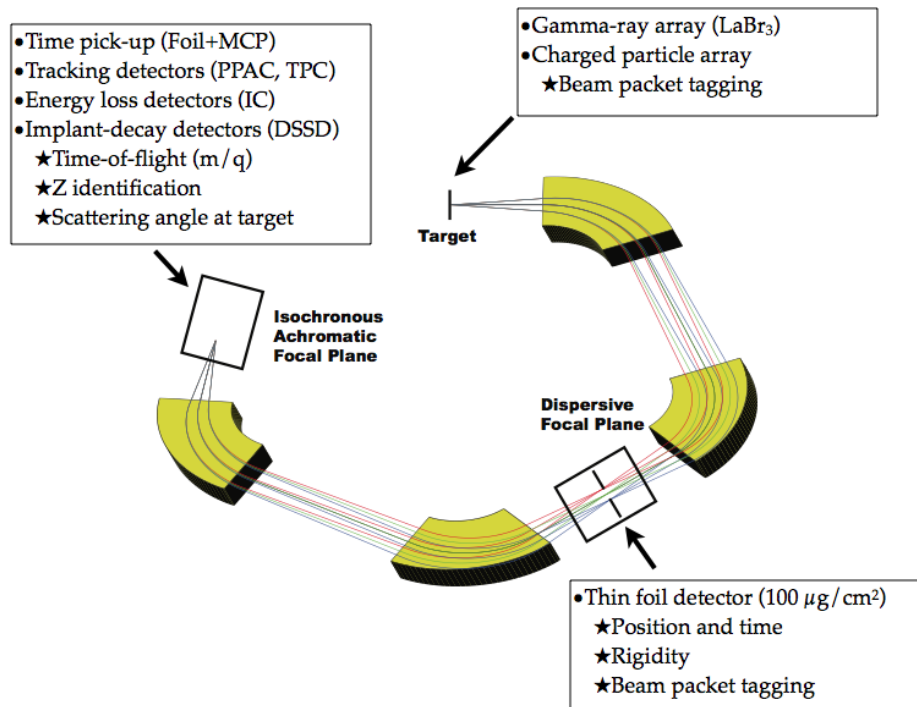 •Time pick-up (Foil+MCP)
•Tracking detectors (PPAC, TPC)
•Energy loss detectors (IC)
•Implant-decay detectors (DSSD)
★Time-of-flight (m/q)
★Z identification
★Scattering angle at target
•Gamma-ray array (LaBr₃)
•Charged particle array
★Beam packet tagging
Target
Isochronous
Achromatic
Focal Plane
Dispersive
Focal Plane
•Thin foil detector (100 µg/cm²)
★Position and time
★Rigidity
★Beam packet tagging